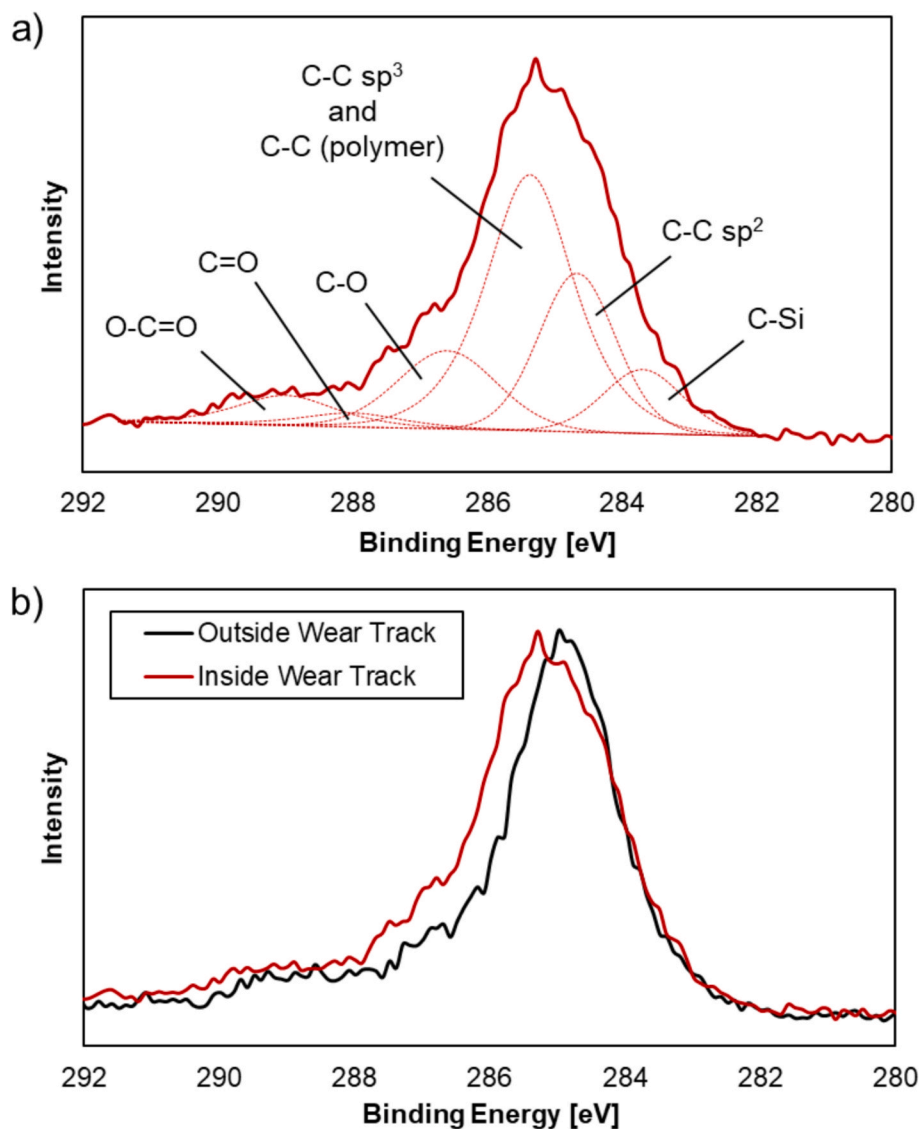 a)
C-C sp³
and
C-C (polymer)
C=O
C-O
O-C=O
C-C sp²
C-Si
Intensity
292 290 288 286 284 282 280
Binding Energy [eV]
b)
Outside Wear Track
Inside Wear Track
Intensity
292 290 288 286 284 282 280
Binding Energy [eV]